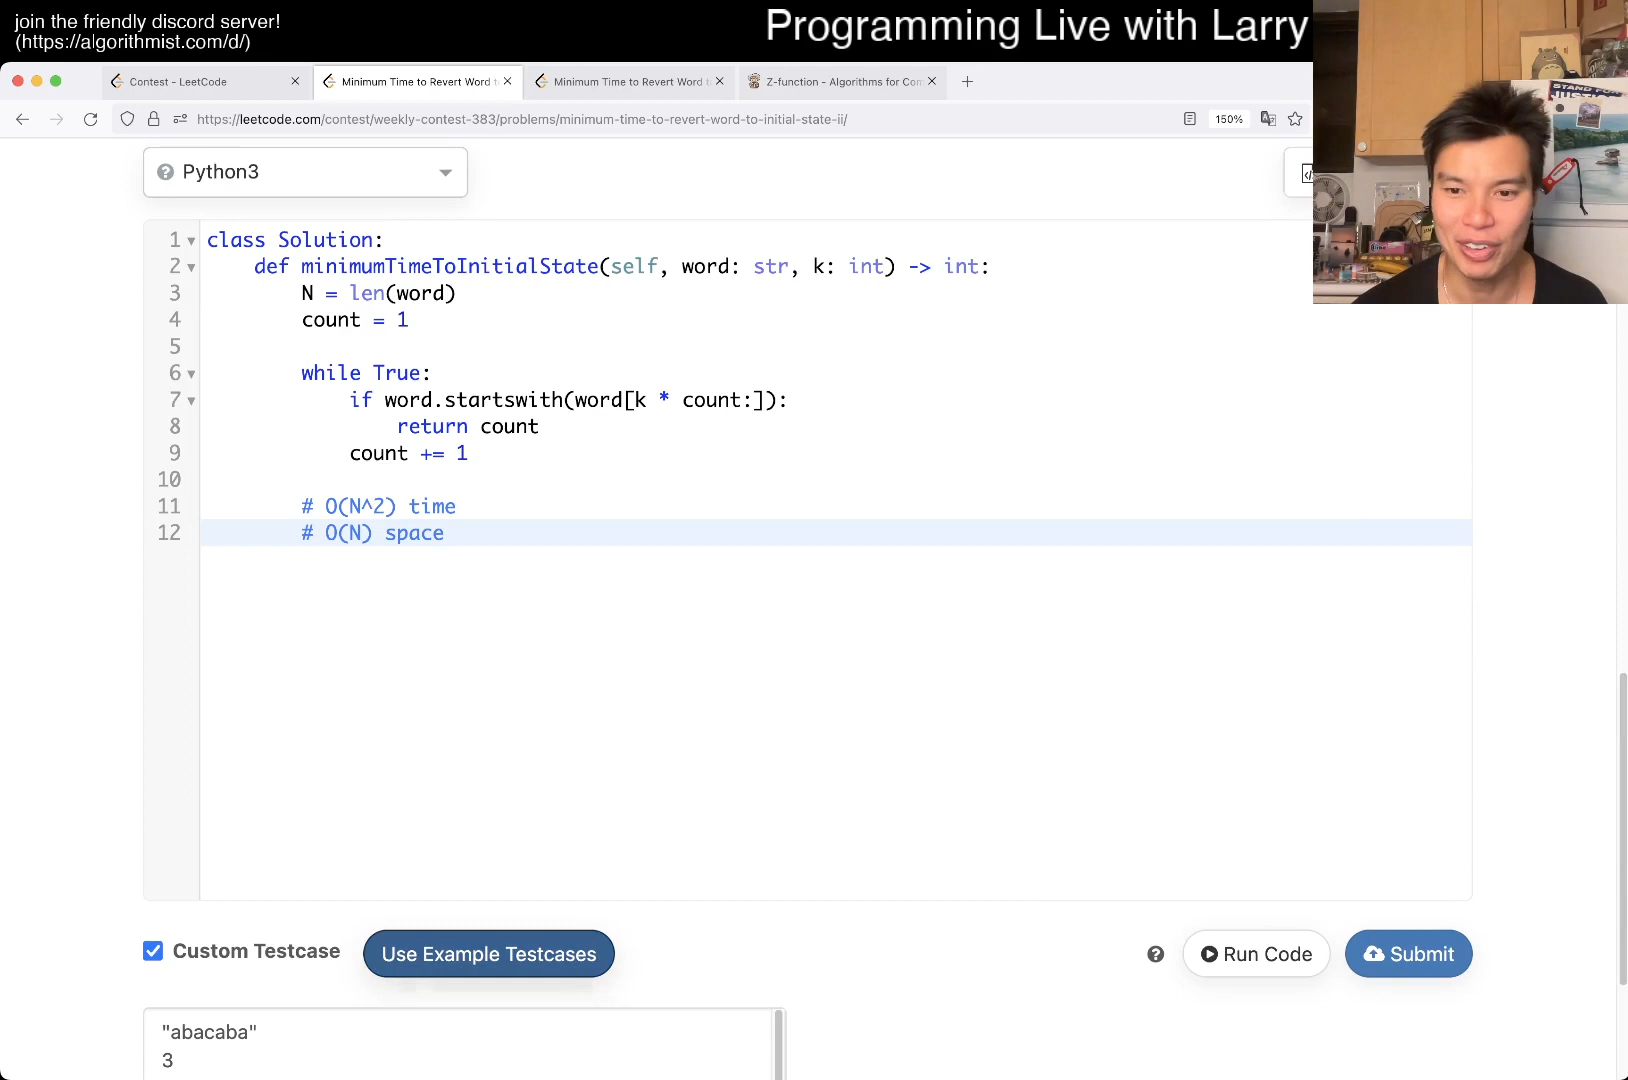 join the friendly discord server!
(https://algorithmist.com/d/)
Programming Live with Larry
Contest - LeetCode
Minimum Time to Revert Word t
Minimum Time to Revert Word t
Z-function - Algorithms for Com
https://leetcode.com/contest/weekly-contest-383/problems/minimum-time-to-revert-word-to-initial-state-ii/
150%
Python3
1 class Solution:
2 def minimumTimeToInitialState(self, word: str, k: int) -> int:
3 N = len(word)
4 count = 1
5
6 while True:
7 if word.startswith(word[k * count:]):
8 return count
9 count += 1
10
11 # O(N^2) time
12 # O(N) space
Custom Testcase
Use Example Testcases
Run Code
Submit
"abacaba"
3